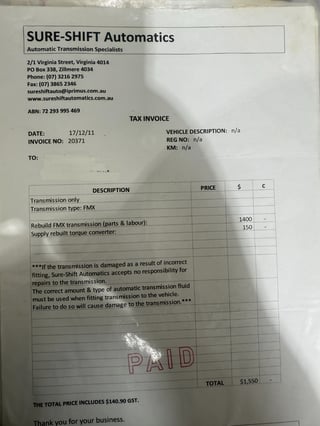 SURE-SHIFT Automatics
Automatic Transmission Specialists
2/1 Virginia Street, Virginia 4014
PO Box 338, Zillmere 4034
Phone: (07) 3216 2975
Fax: (07) 3865 2346
sureshiftauto@iprimus.com.au
www.sureshiftautomatics.com.au
ABN: 72 293 995 469
TAX INVOICE
DATE: 17/12/11 VEHICLE DESCRIPTION: n/a
INVOICE NO: 20371 REG NO: n/a
KM: n/a
TO:
DESCRIPTION PRICE $ c
Transmission only
Transmission type: FMX
Rebuild FMX transmission (parts & labour): 1400 -
Supply rebuilt torque converter: 150 -
***If the transmission is damaged as a result of incorrect
fitting, Sure-Shift Automatics accepts no responsibility for
repairs to the transmission.
The correct amount & type of automatic transmission fluid
must be used when fitting transmission to the vehicle.
Failure to do so will cause damage to the transmission.***
PAID
TOTAL $1,550 -
THE TOTAL PRICE INCLUDES $140.90 GST.
Thank you for your business.